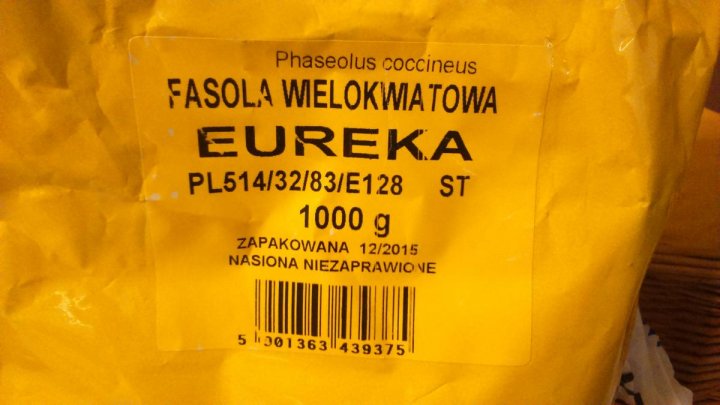 Phaseolus coccineus
FASOLA WIELOKWIATOWA
EUREKA
PL514/32/83/E128 ST
1000 g
ZAPAKOWANA 12/2015
NASIONA NIEZAPRAWIONE
5 901363 439375